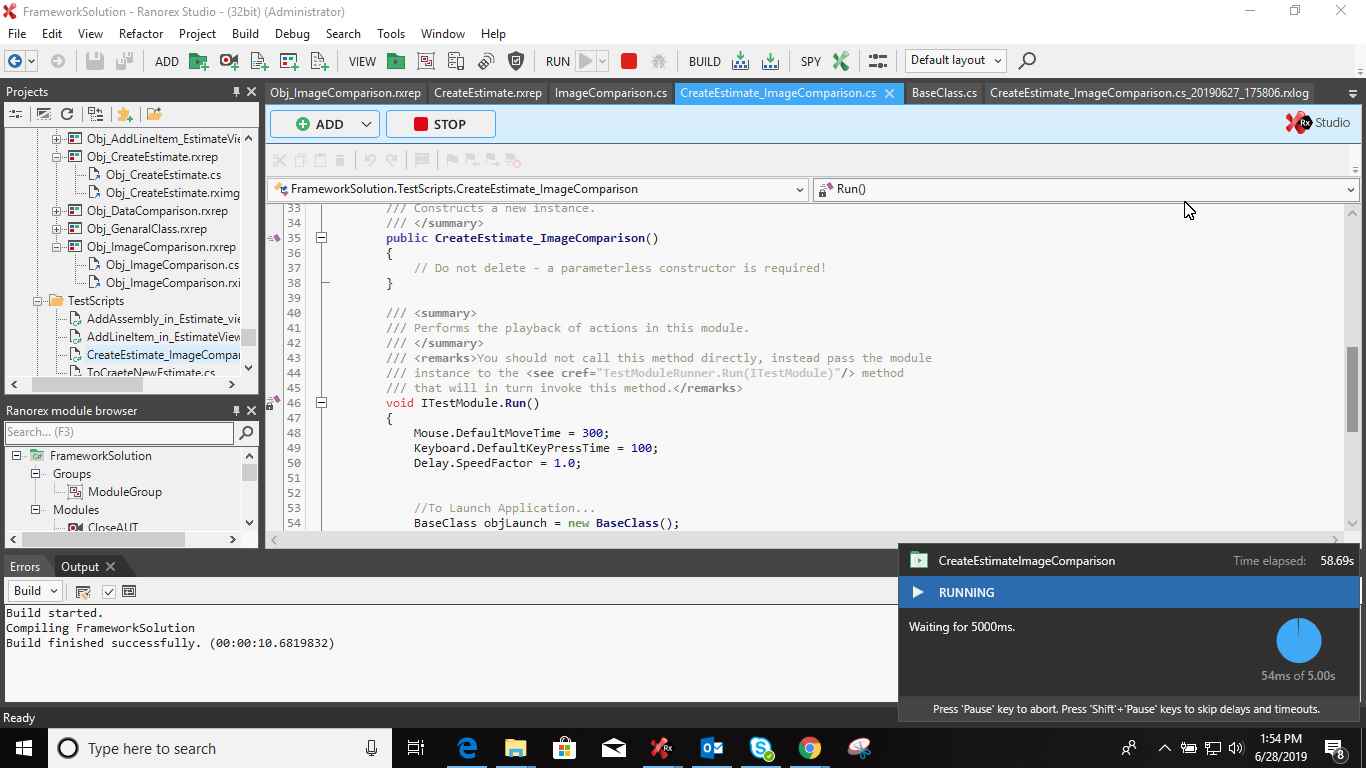 FrameworkSolution - Ranorex Studio - (32bit) (Administrator)
File Edit View Refactor Project Build Debug Search Tools Window Help
ADD VIEW RUN BUILD SPY Default layout
Projects
Obj_AddLineItem_EstimateVie
Obj_CreateEstimate.rxrep
Obj_CreateEstimate.cs
Obj_CreateEstimate.rximg
Obj_DataComparison.rxrep
Obj_GenaralClass.rxrep
Obj_ImageComparison.rxrep
Obj_ImageComparison.cs
Obj_ImageComparison.rxi
TestScripts
AddAssembly_in_Estimate_vie
AddLineItem_in_EstimateView
CreateEstimate_ImageCompar
ToCraeteNewEstimate.cs
Ranorex module browser
Search... (F3)
FrameworkSolution
Groups
ModuleGroup
Modules
CloseAUT
Obj_ImageComparison.rxrep CreateEstimate.rxrep ImageComparison.cs CreateEstimate_ImageComparison.cs BaseClass.cs CreateEstimate_ImageComparison.cs_20190627_175806.rxlog
ADD STOP Rx Studio
FrameworkSolution.TestScripts.CreateEstimate_ImageComparison Run()
33 /// Constructs a new instance.
34 /// </summary>
35 public CreateEstimate_ImageComparison()
36 {
37 // Do not delete - a parameterless constructor is required!
38 }
39
40 /// <summary>
41 /// Performs the playback of actions in this module.
42 /// </summary>
43 /// <remarks>You should not call this method directly, instead pass the module
44 /// instance to the <see cref="TestModuleRunner.Run(ITestModule)"/> method
45 /// that will in turn invoke this method.</remarks>
46 void ITestModule.Run()
47 {
48 Mouse.DefaultMoveTime = 300;
49 Keyboard.DefaultKeyPressTime = 100;
50 Delay.SpeedFactor = 1.0;
51
52
53 //To Launch Application...
54 BaseClass objLaunch = new BaseClass();
Errors Output
Build
Build started.
Compiling FrameworkSolution
Build finished successfully. (00:00:10.6819832)
CreateEstimateImageComparison Time elapsed: 58.69s
RUNNING
Waiting for 5000ms.
54ms of 5.00s
Press 'Pause' key to abort. Press 'Shift'+'Pause' keys to skip delays and timeouts.
Ready
Type here to search
1:54 PM
6/28/2019
8